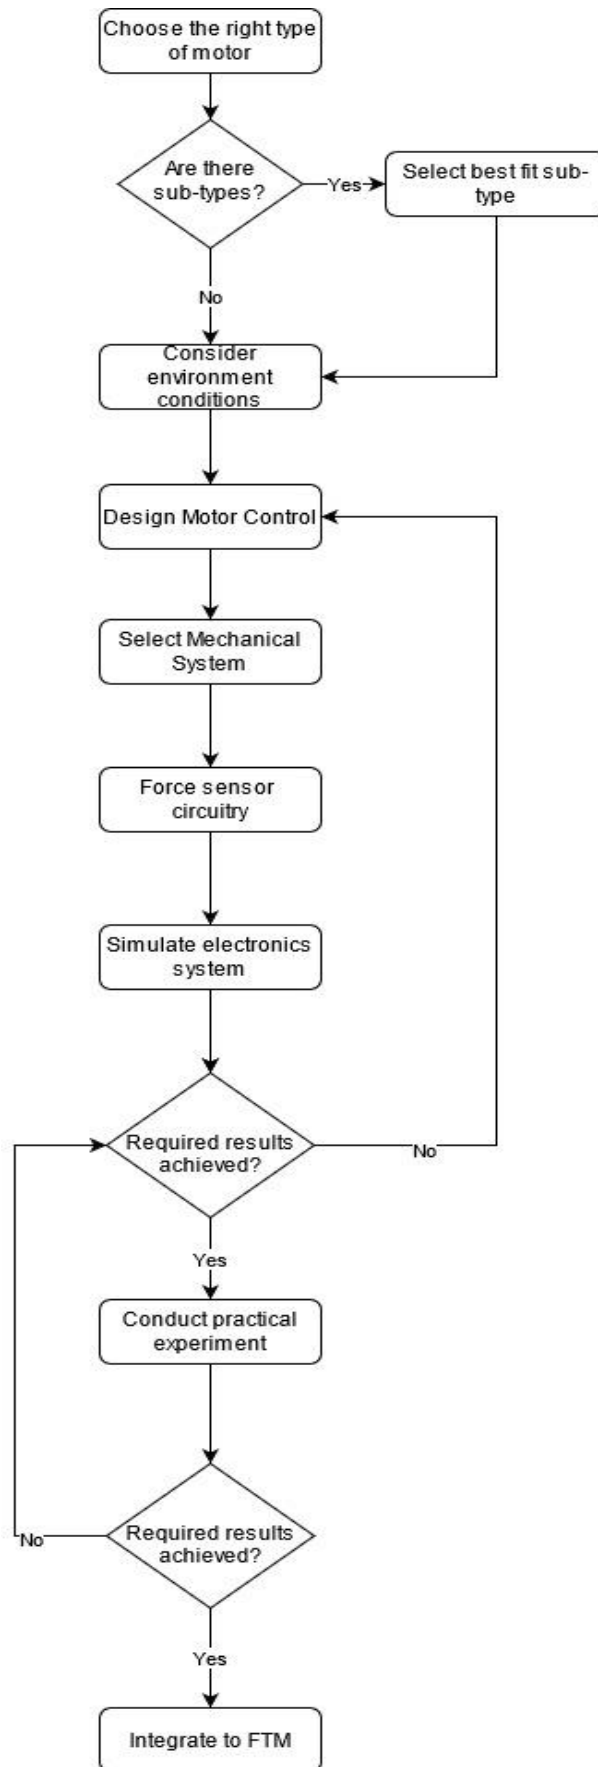 Choose the right type
of motor
Are there
sub-types?
Yes
Select best fit sub-
type
No
Consider
environment
conditions
Design Motor Control
Select Mechanical
System
Force sensor
circuitry
Simulate electronics
system
Required results
achieved?
No
Yes
Conduct practical
experiment
Required results
achieved?
No
Yes
Integrate to FTM